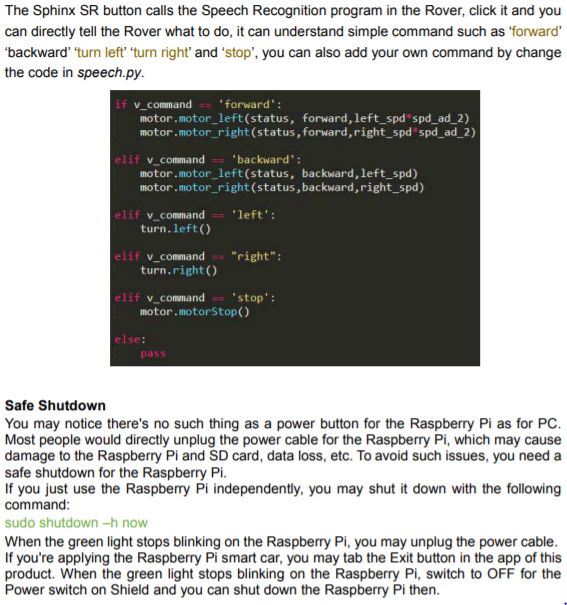 The Sphinx SR button calls the Speech Recognition program in the Rover, click it and you
can directly tell the Rover what to do, it can understand simple command such as ‘forward’
‘backward’ ‘turn left’ ‘turn right’ and ‘stop’, you can also add your own command by change
the code in speech.py.
if v_command == 'forward':
motor.motor_left(status, forward,left_spd*spd_ad_2)
motor.motor_right(status,forward,right_spd*spd_ad_2)
elif v_command == 'backward':
motor.motor_left(status, backward,left_spd)
motor.motor_right(status,backward,right_spd)
elif v_command == 'left':
turn.left()
elif v_command == "right":
turn.right()
elif v_command == 'stop':
motor.motorStop()
else:
pass
Safe Shutdown
You may notice there's no such thing as a power button for the Raspberry Pi as for PC.
Most people would directly unplug the power cable for the Raspberry Pi, which may cause
damage to the Raspberry Pi and SD card, data loss, etc. To avoid such issues, you need a
safe shutdown for the Raspberry Pi.
If you just use the Raspberry Pi independently, you may shut it down with the following
command:
sudo shutdown –h now
When the green light stops blinking on the Raspberry Pi, you may unplug the power cable.
If you're applying the Raspberry Pi smart car, you may tab the Exit button in the app of this
product. When the green light stops blinking on the Raspberry Pi, switch to OFF for the
Power switch on Shield and you can shut down the Raspberry Pi then.